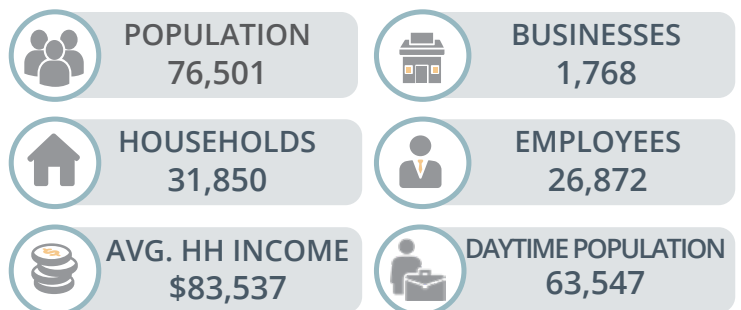 POPULATION
76,501
BUSINESSES
1,768
HOUSEHOLDS
31,850
EMPLOYEES
26,872
AVG. HH INCOME
$83,537
DAYTIME POPULATION
63,547